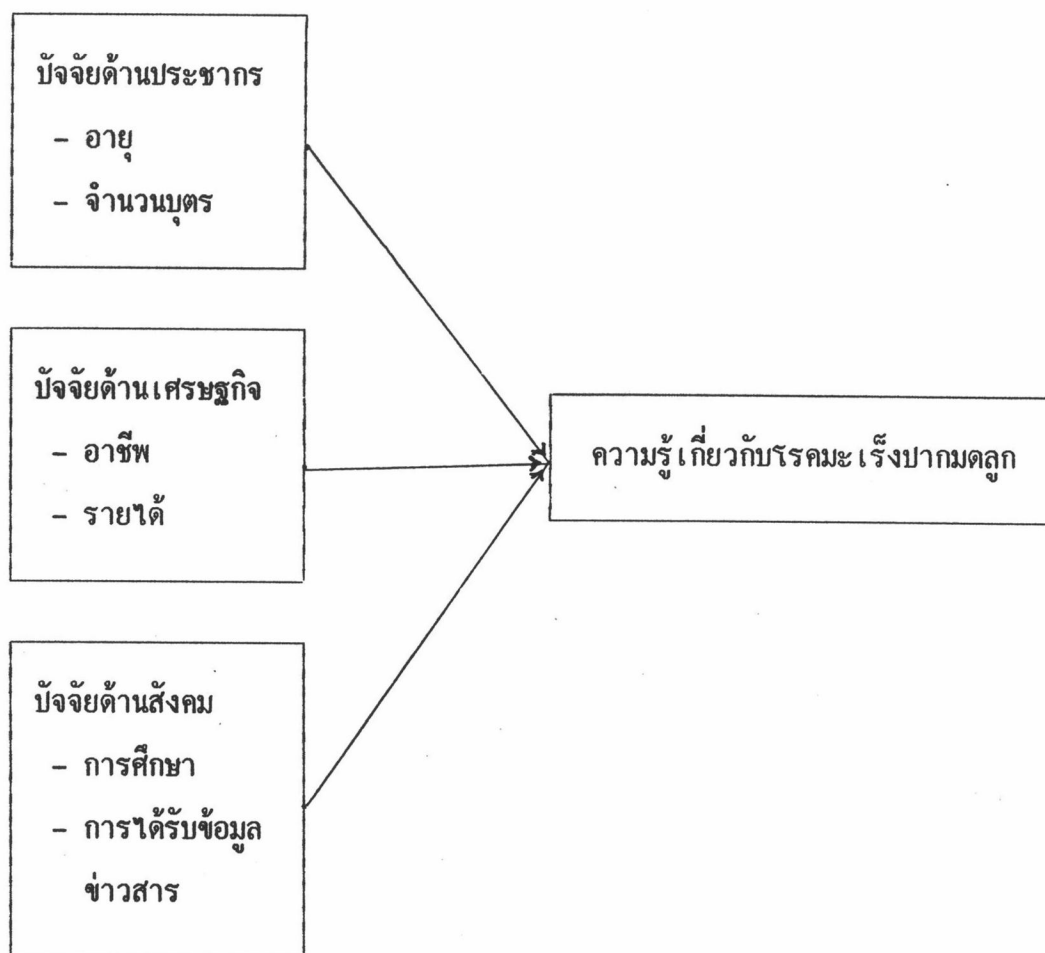 ปัจจัยด้านประชากร
- อายุ
- จำนวนบุตร
ปัจจัยด้านเศรษฐกิจ
- อาชีพ
- รายได้
ความรู้เกี่ยวกับโรคมะเร็งปากมดลูก
ปัจจัยด้านสังคม
- การศึกษา
- การได้รับข้อมูล
ข่าวสาร